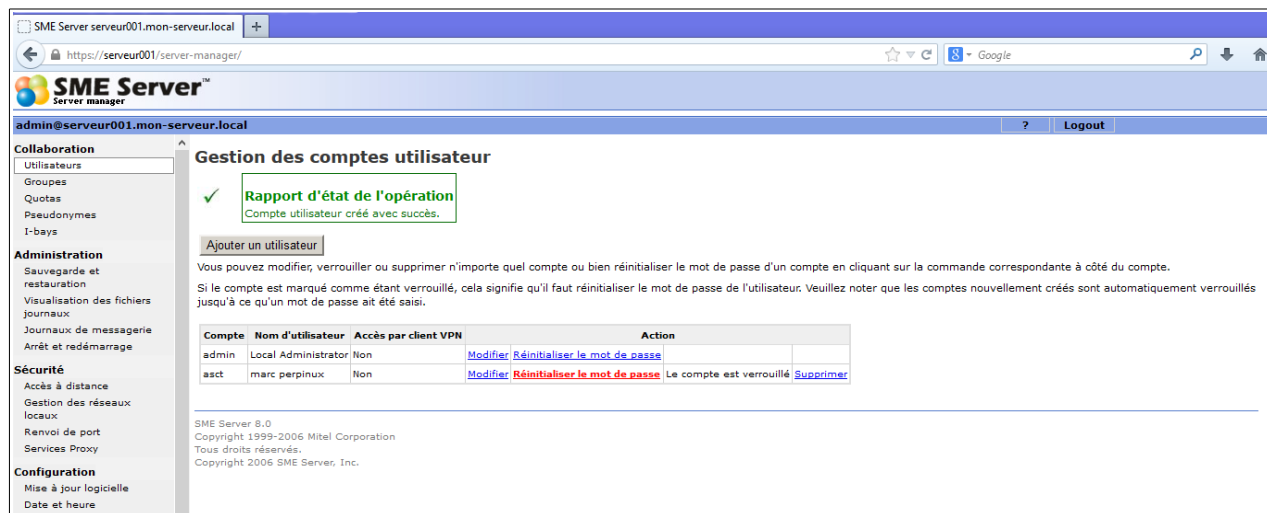 SME Server serveur001.mon-serveur.local
https://serveur001/server-manager/
Google
SME Server™
Server manager
admin@serveur001.mon-serveur.local
? Logout
Collaboration
Utilisateurs
Groupes
Quotas
Pseudonymes
I-bays
Administration
Sauvegarde et
restauration
Visualisation des fichiers
journaux
Journaux de messagerie
Arrêt et redémarrage
Sécurité
Accès à distance
Gestion des réseaux
locaux
Renvoi de port
Services Proxy
Configuration
Mise à jour logicielle
Date et heure
Gestion des comptes utilisateur
Rapport d'état de l'opération
Compte utilisateur créé avec succès.
Ajouter un utilisateur
Vous pouvez modifier, verrouiller ou supprimer n'importe quel compte ou bien réinitialiser le mot de passe d'un compte en cliquant sur la commande correspondante à côté du compte.
Si le compte est marqué comme étant verrouillé, cela signifie qu'il faut réinitialiser le mot de passe de l'utilisateur. Veuillez noter que les comptes nouvellement créés sont automatiquement verrouillés
jusqu'à ce qu'un mot de passe ait été saisi.
Compte Nom d'utilisateur Accès par client VPN Action
admin Local Administrator Non Modifier Réinitialiser le mot de passe
asct marc perpinux Non Modifier Réinitialiser le mot de passe Le compte est verrouillé Supprimer
SME Server 8.0
Copyright 1999-2006 Mitel Corporation
Tous droits réservés.
Copyright 2006 SME Server, Inc.